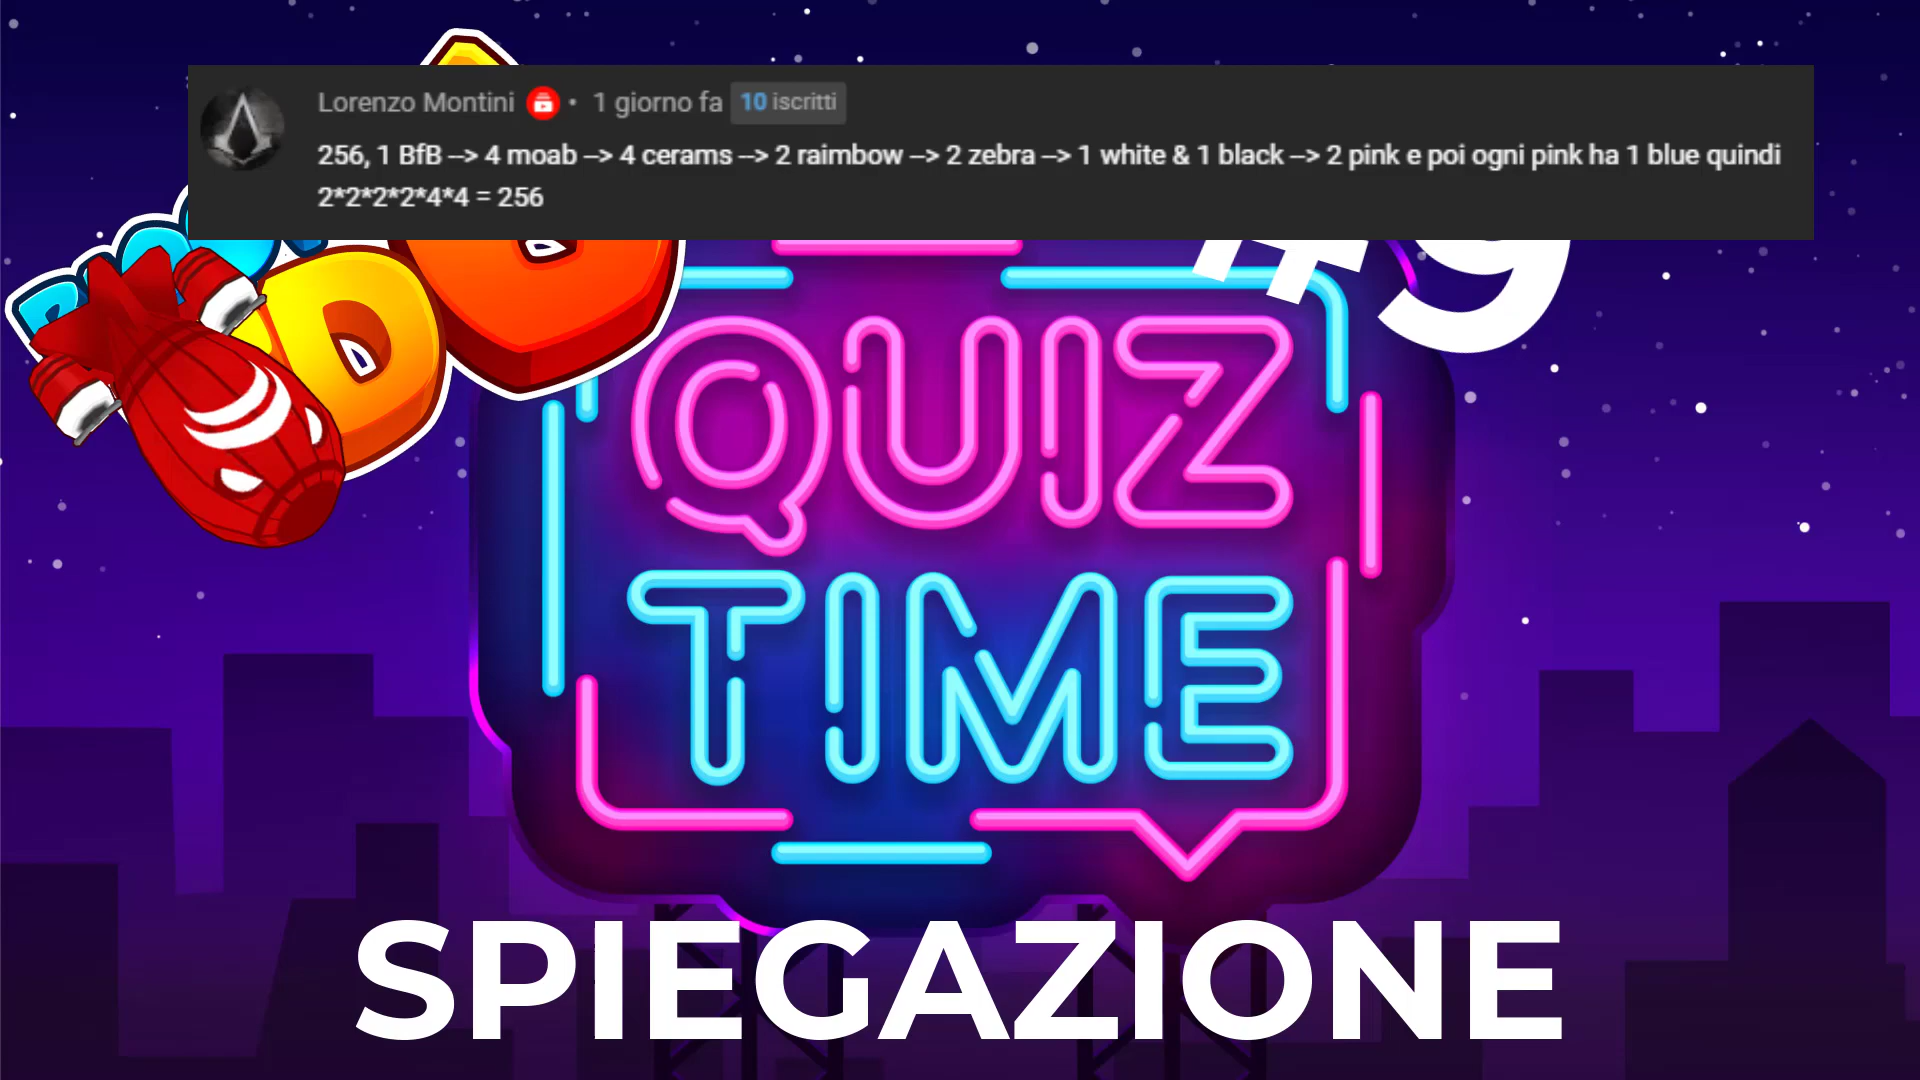 Lorenzo Montini • 1 giorno fa 10 iscritti
256, 1 BfB --> 4 moab --> 4 cerams --> 2 raimbow --> 2 zebra --> 1 white & 1 black --> 2 pink e poi ogni pink ha 1 blue quindi
2*2*2*2*4*4 = 256
#9
QUIZ
TIME
SPIEGAZIONE